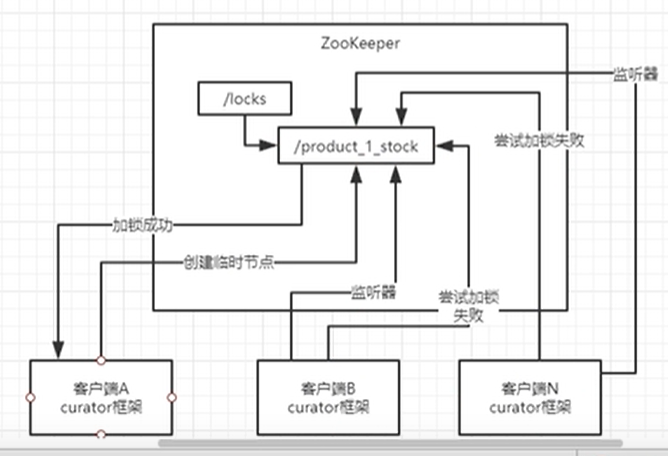 ZooKeeper
监听器
/locks
尝试加锁失败
/product_1_stock
加锁成功
创建临时节点
监听器
尝试加锁
失败
客户端A
curator框架
客户端B
curator框架
客户端N
curator框架